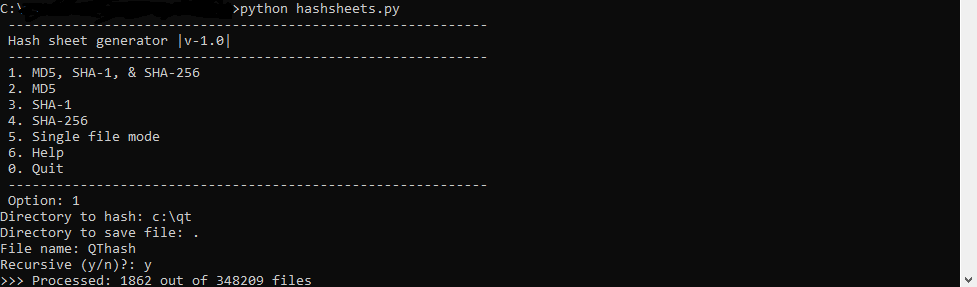 C:\ >python hashsheets.py
------------------------------------------------------------
Hash sheet generator |v-1.0|
------------------------------------------------------------
1. MD5, SHA-1, & SHA-256
2. MD5
3. SHA-1
4. SHA-256
5. Single file mode
6. Help
0. Quit
------------------------------------------------------------
Option: 1
Directory to hash: c:\qt
Directory to save file: .
File name: QThash
Recursive (y/n)?: y
>>> Processed: 1862 out of 348209 files